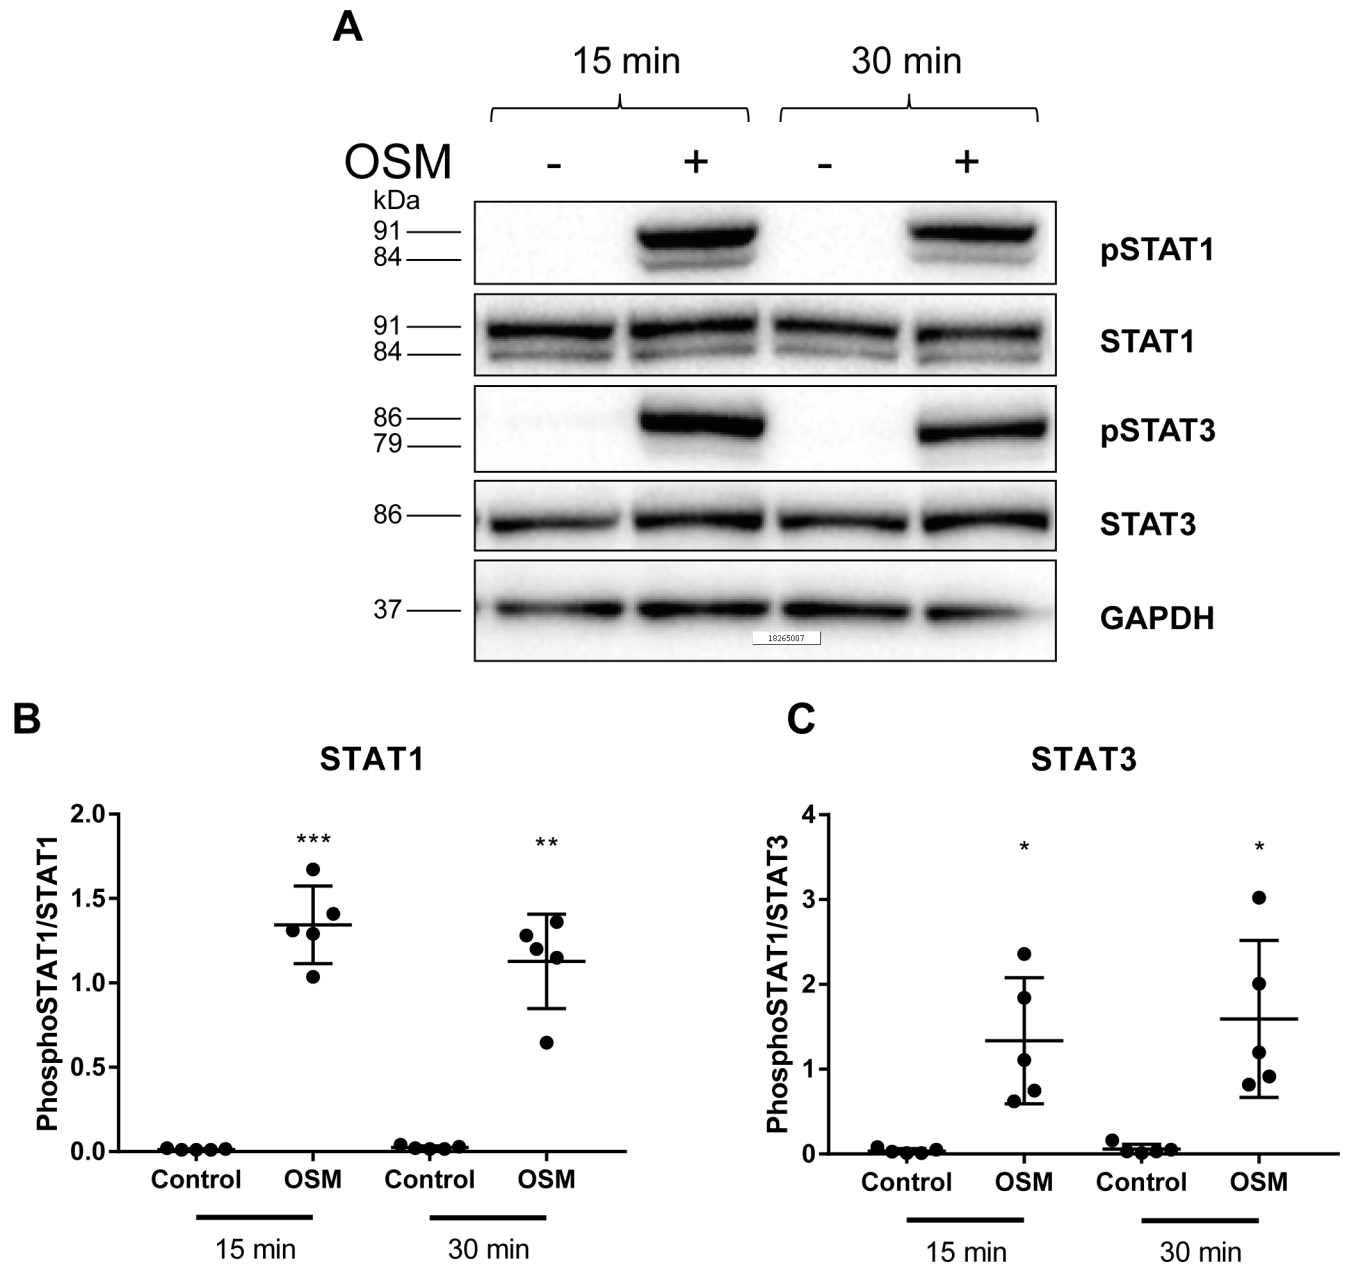 A
15 min 30 min
OSM - + - +
kDa
91
84
pSTAT1
91
84
STAT1
86
79
pSTAT3
86
STAT3
37
GAPDH
18265007
B
STAT1
PhosphoSTAT1/STAT1
2.0
1.5
1.0
0.5
0.0
*** **
Control OSM Control OSM
15 min 30 min
C
STAT3
PhosphoSTAT1/STAT3
4
3
2
1
0
* *
Control OSM Control OSM
15 min 30 min